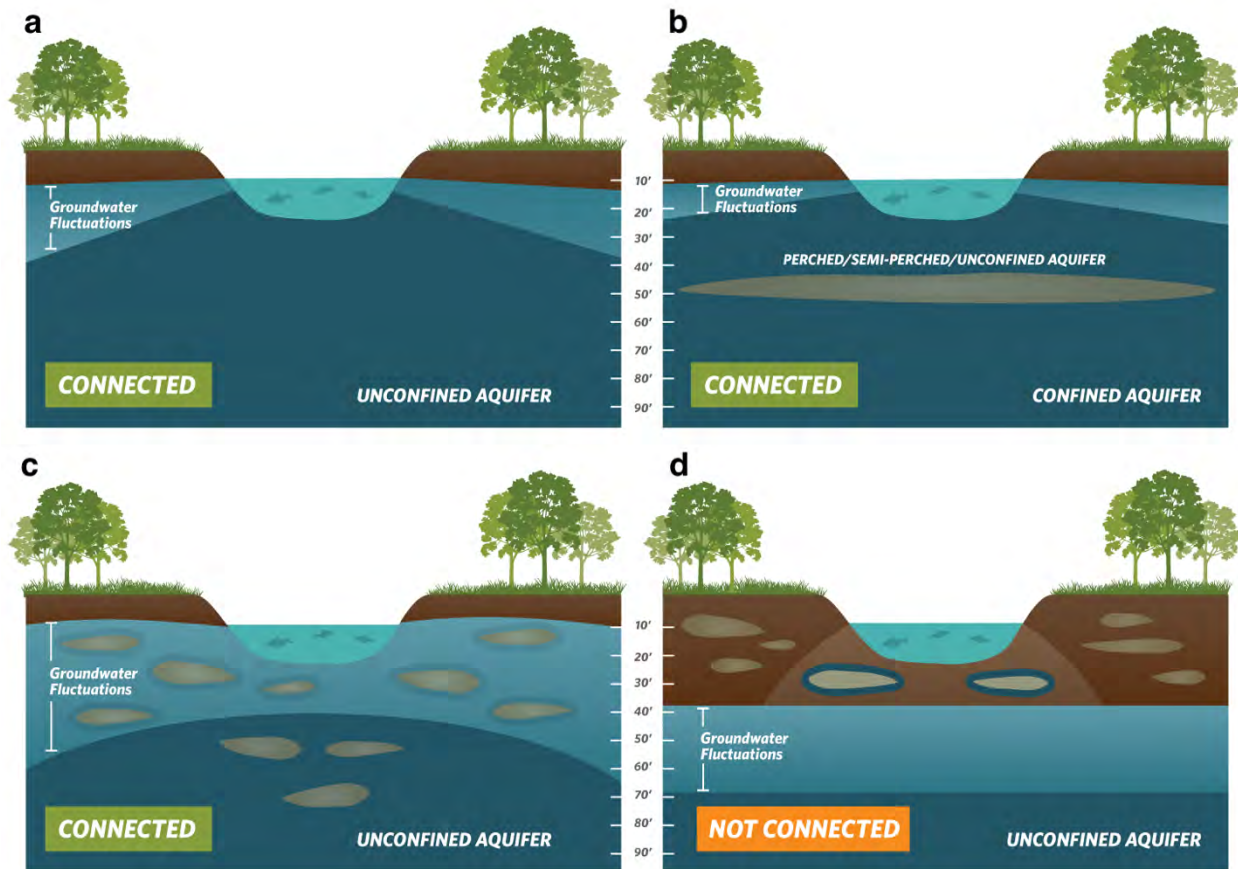 a
b
Groundwater
Fluctuations
10'
20'
30'
40'
50'
60'
70'
80'
90'
CONNECTED
UNCONFINED AQUIFER
Groundwater
Fluctuations
PERCHED/SEMI-PERCHED/UNCONFINED AQUIFER
CONNECTED
CONFINED AQUIFER
c
d
Groundwater
Fluctuations
10'
20'
30'
40'
50'
60'
70'
80'
90'
CONNECTED
UNCONFINED AQUIFER
Groundwater
Fluctuations
NOT CONNECTED
UNCONFINED AQUIFER